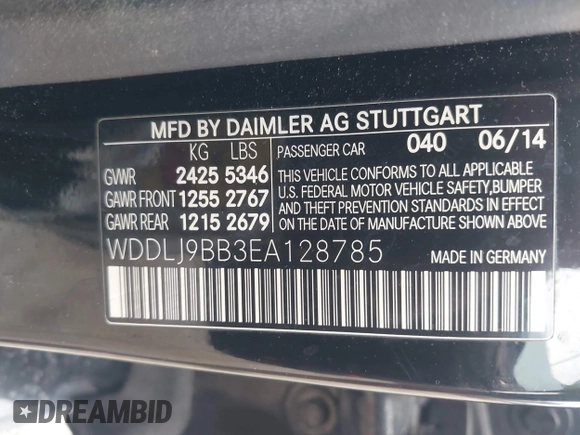 MFD BY DAIMLER AG STUTTGART
KG LBS
GVWR 2425 5346
GAWR FRONT 1255 2767
GAWR REAR 1215 2679
PASSENGER CAR 040 06/14
THIS VEHICLE CONFORMS TO ALL APPLICABLE
U.S. FEDERAL MOTOR VEHICLE SAFETY,BUMPER
AND THEFT PREVENTION STANDARDS IN EFFECT
ON THE DATE OF MANUFACTURE SHOWN ABOVE.
WDDLJ9BB3EA128785 MADE IN GERMANY
DREAMBID